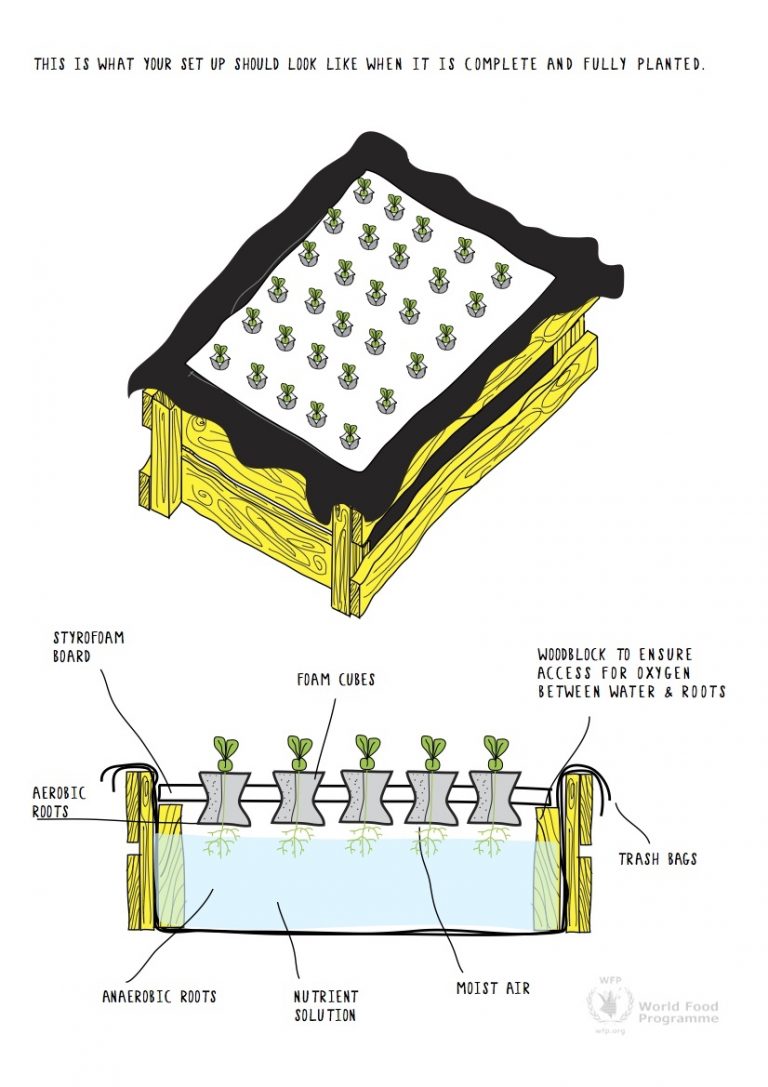 THIS IS WHAT YOUR SET UP SHOULD LOOK LIKE WHEN IT IS COMPLETE AND FULLY PLANTED.
STYROFOAM
BOARD
FOAM CUBES
WOODBLOCK TO ENSURE
ACCESS FOR OXYGEN
BETWEEN WATER & ROOTS
AEROBIC
ROOTS
TRASH BAGS
ANAEROBIC ROOTS
NUTRIENT
SOLUTION
MOIST AIR
WFP
World Food
Programme
wfp.org